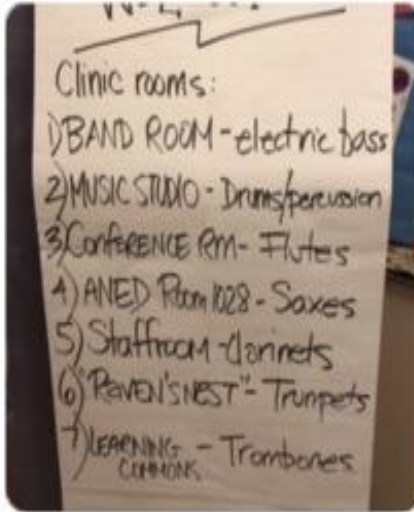 Clinic rooms:
1) BAND ROOM - electric bass
2) MUSIC STUDIO - Drums/percussion
3) CONFERENCE RM - Flutes
4) ANED Room 1028 - Saxes
5) Staffroom - clarinets
6) "RAVEN'S NEST" - Trumpets
7) LEARNING COMMONS - Trombones